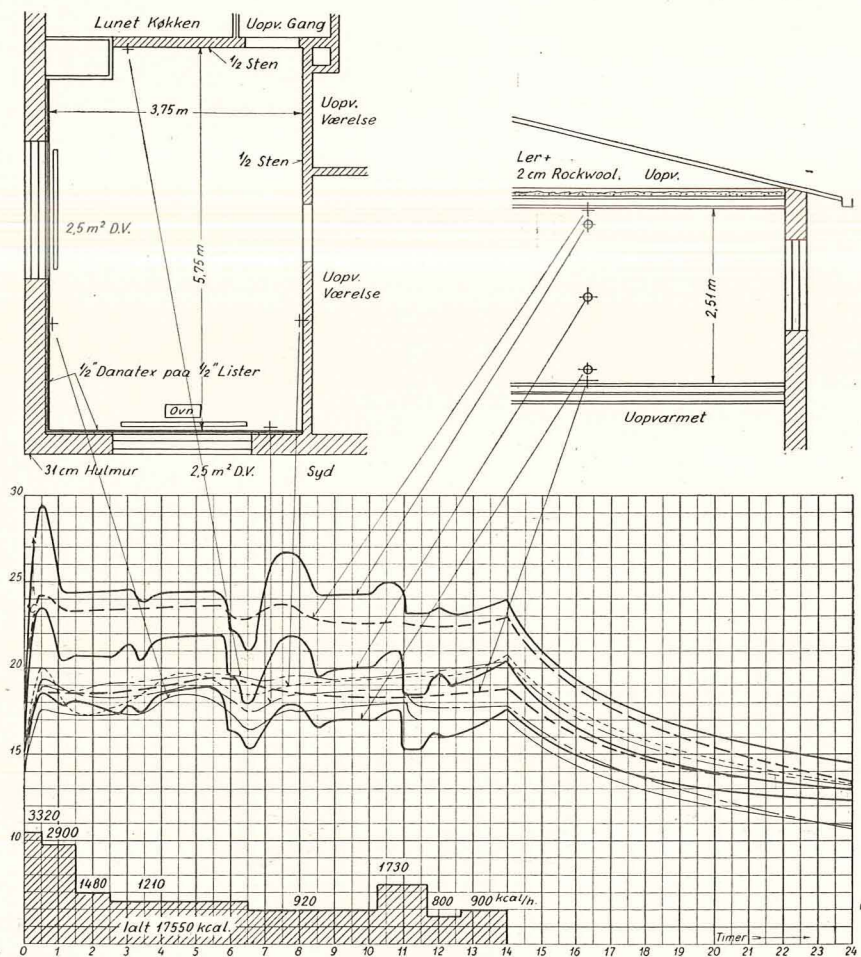 Lunet Køkken
Uopv. Gang
1/2 Sten
3,75 m
Uopv.
Værelse
1/2 Sten
2,5 m² D.V.
5,75 m
Uopv.
Værelse
1/2" Danatex paa 1/2" Lister
Ovn
31 cm Hulmur
2,5 m² D.V.
Syd
Ler +
2 cm Rockwool, Uopv.
2,51 m
Uopvarmet
30
25
20
15
10
3320
2900
1480
1210
920
1730
800
900 kcal/h.
Ialt 17550 kcal.
Timer
0 1 2 3 4 5 6 7 8 9 10 11 12 13 14 15 16 17 18 19 20 21 22 23 24